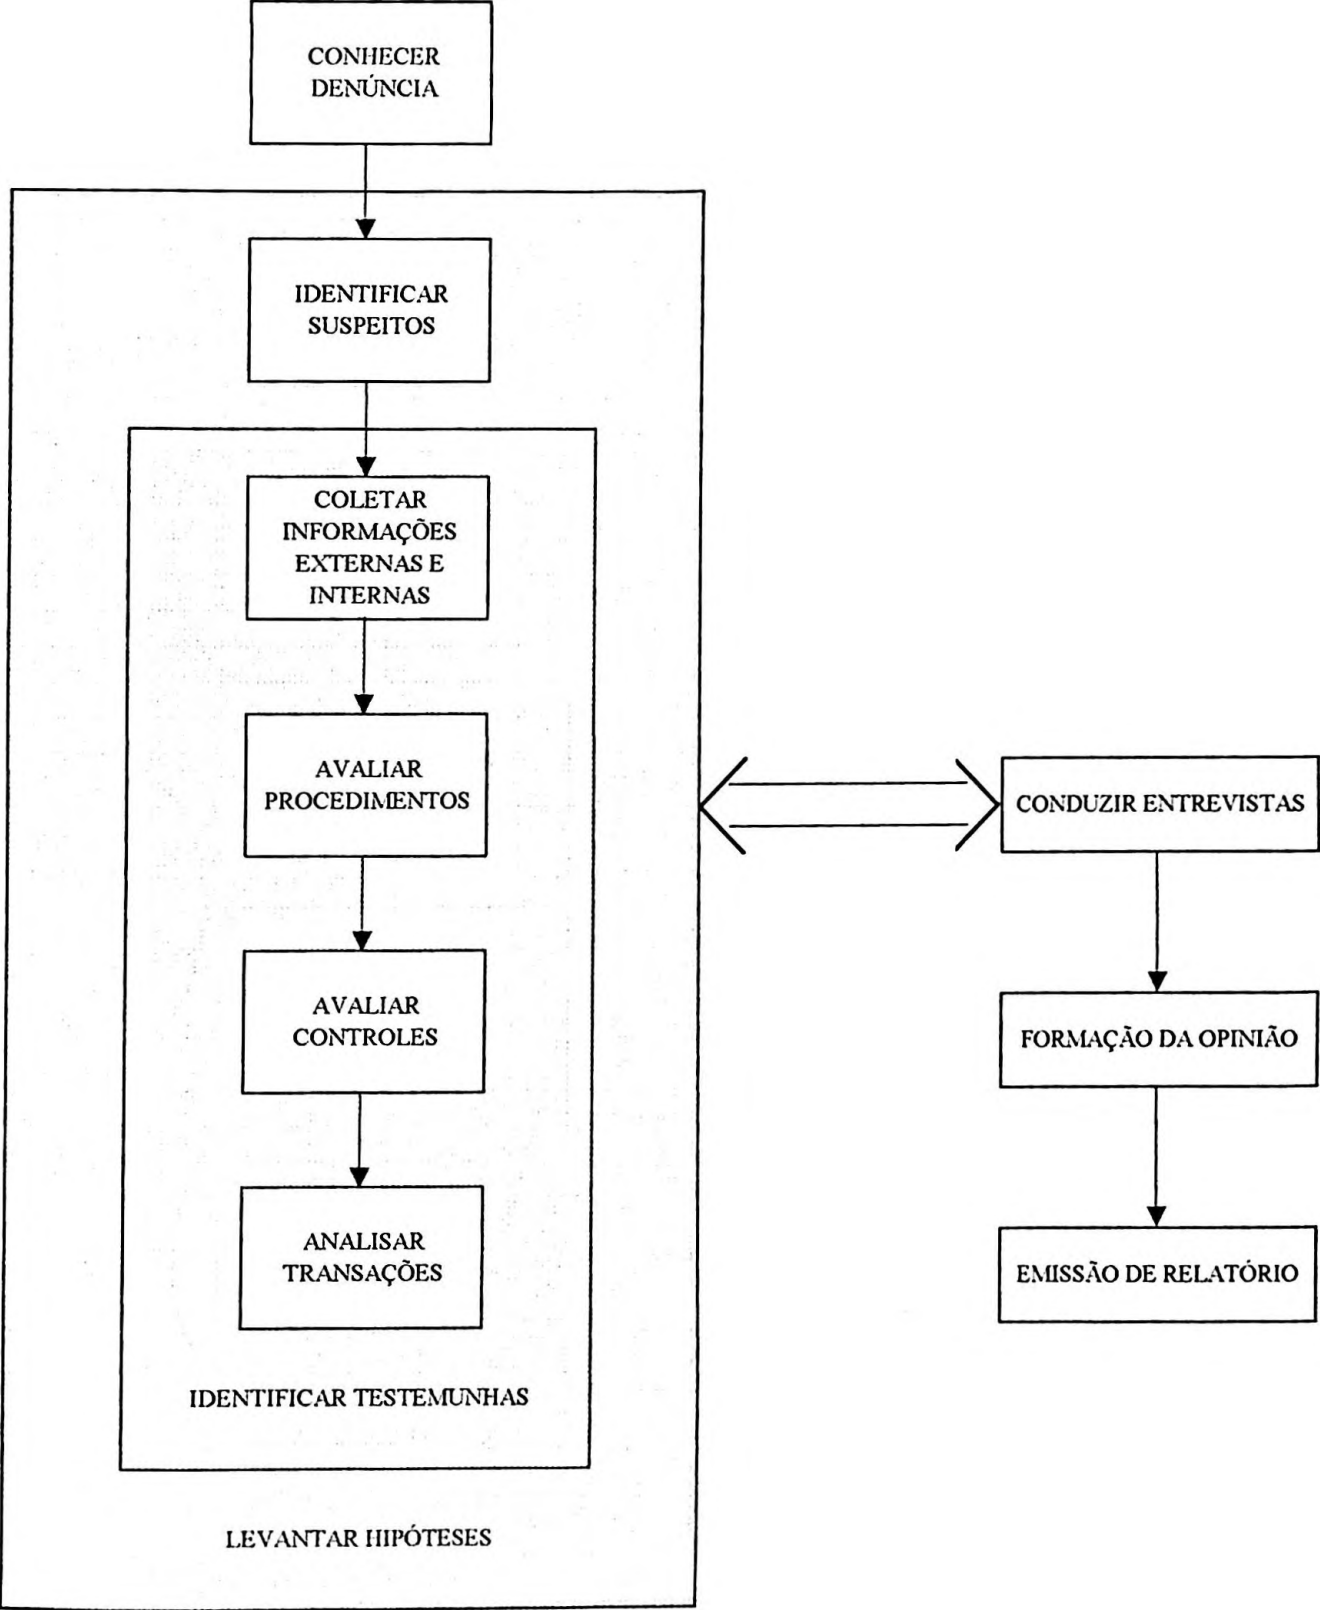 CONHECER
DENÚNCIA
IDENTIFICAR
SUSPEITOS
COLETAR
INFORMAÇÕES
EXTERNAS E
INTERNAS
AVALIAR
PROCEDIMENTOS
AVALIAR
CONTROLES
ANALISAR
TRANSAÇÕES
IDENTIFICAR TESTEMUNHAS
LEVANTAR HIPÓTESES
CONDUZIR ENTREVISTAS
FORMAÇÃO DA OPINIÃO
EMISSÃO DE RELATÓRIO